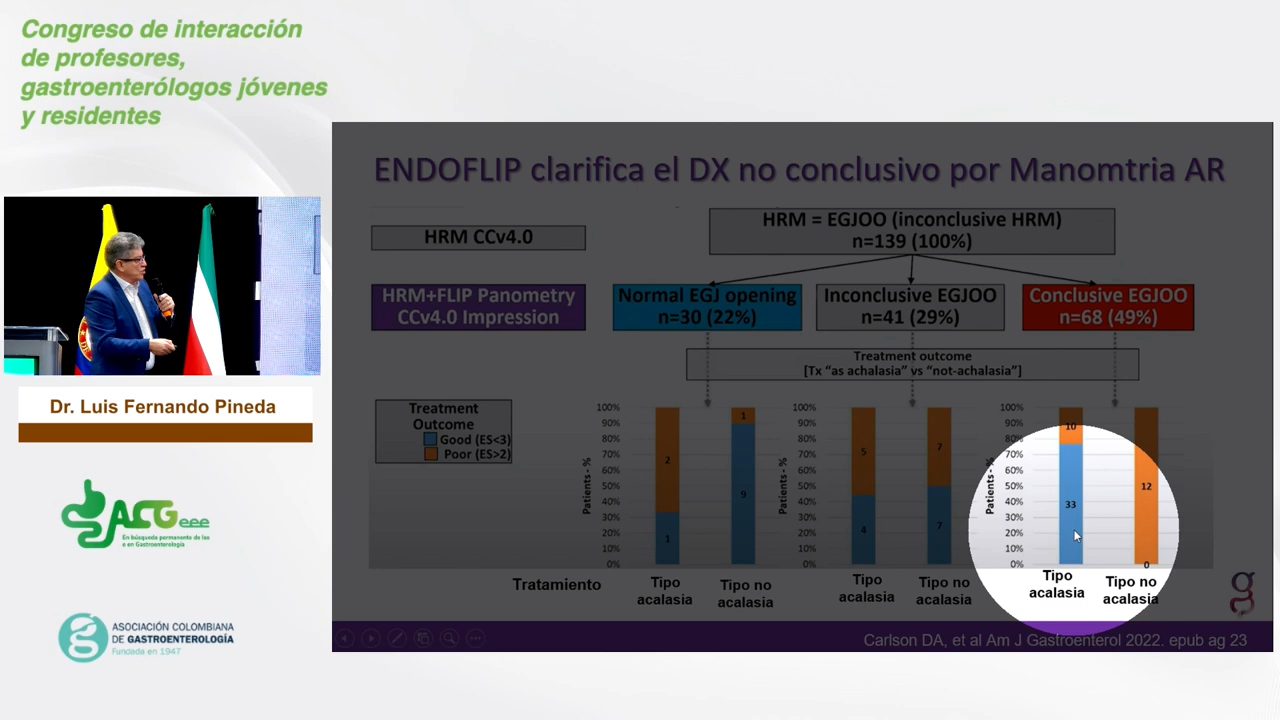 Congreso de interacción
de profesores,
gastroenterólogos jóvenes
y residentes
Dr. Luis Fernando Pineda
ACGeee
En búsqueda permanente de las
e en Gastroenterología
ASOCIACIÓN COLOMBIANA
DE GASTROENTEROLOGÍA
Fundada en 1947
ENDOFLIP clarifica el DX no conclusivo por Manomtria AR
HRM CCv4.0
HRM = EGJOO (inconclusive HRM)
n=139 (100%)
HRM+FLIP Panometry
CCv4.0 Impression
Normal EGJ opening
n=30 (22%)
Inconclusive EGJOO
n=41 (29%)
Conclusive EGJOO
n=68 (49%)
Treatment outcome
[Tx “as achalasia” vs “not-achalasia”]
Treatment
Outcome
Good (ES<3)
Poor (ES>2)
Patients - %
100%
90%
80%
70%
60%
50%
40%
30%
20%
10%
0%
2
1
1
9
Patients - %
100%
90%
80%
70%
60%
50%
40%
30%
20%
10%
0%
5
4
7
7
Patients - %
100%
90%
80%
70%
60%
50%
40%
30%
20%
10%
0%
10
33
12
0
Tratamiento
Tipo
acalasia
Tipo no
acalasia
Tipo
acalasia
Tipo no
acalasia
Tipo
acalasia
Tipo no
acalasia
Carlson DA, et al Am J Gastroenterol 2022. epub ag 23